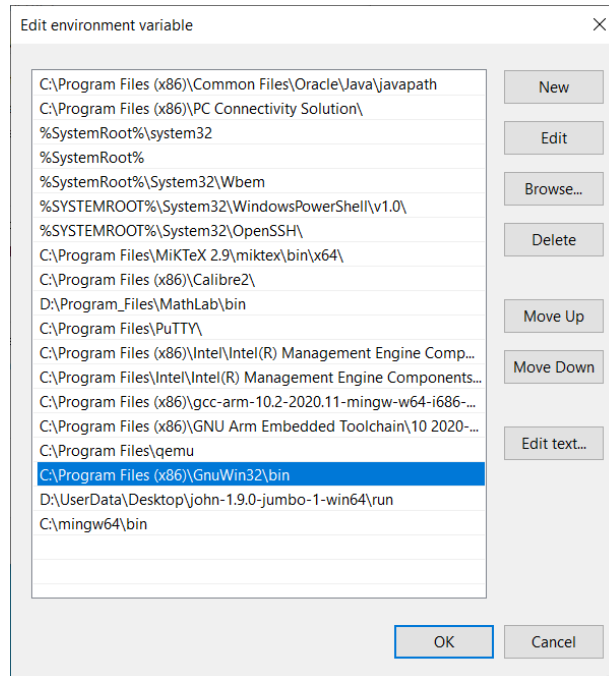 Edit environment variable
C:\Program Files (x86)\Common Files\Oracle\Java\javapath
New
C:\Program Files (x86)\PC Connectivity Solution\
%SystemRoot%\system32
Edit
%SystemRoot%
%SystemRoot%\System32\Wbem
Browse...
%SYSTEMROOT%\System32\WindowsPowerShell\v1.0\
%SYSTEMROOT%\System32\OpenSSH\
Delete
C:\Program Files\MiKTeX 2.9\miktex\bin\x64\
C:\Program Files (x86)\Calibre2\
D:\Program_Files\MathLab\bin
Move Up
C:\Program Files\PuTTY\
C:\Program Files (x86)\Intel\Intel(R) Management Engine Comp...
Move Down
C:\Program Files\Intel\Intel(R) Management Engine Components...
C:\Program Files (x86)\gcc-arm-10.2-2020.11-mingw-w64-i686-...
C:\Program Files (x86)\GNU Arm Embedded Toolchain\10 2020-...
Edit text...
C:\Program Files\qemu
C:\Program Files (x86)\GnuWin32\bin
D:\UserData\Desktop\john-1.9.0-jumbo-1-win64\run
C:\mingw64\bin
OK
Cancel